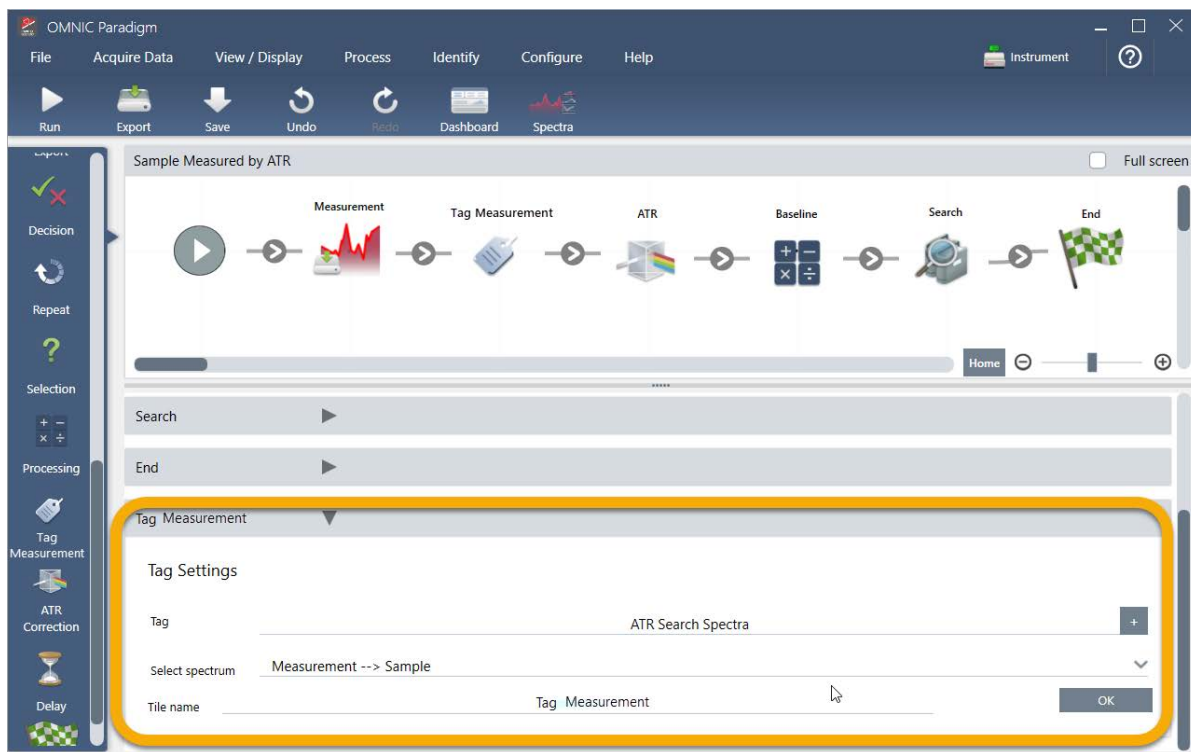 OMNIC Paradigm
File Acquire Data View / Display Process Identify Configure Help Instrument
Run Export Save Undo Redo Dashboard Spectra
Export
Decision
Repeat
Selection
Processing
Tag
Measurement
ATR
Correction
Delay
Sample Measured by ATR Full screen
Measurement Tag Measurement ATR Baseline Search End
Home
Search
End
Tag Measurement
Tag Settings
Tag ATR Search Spectra +
Select spectrum Measurement --> Sample
Tile name Tag Measurement OK